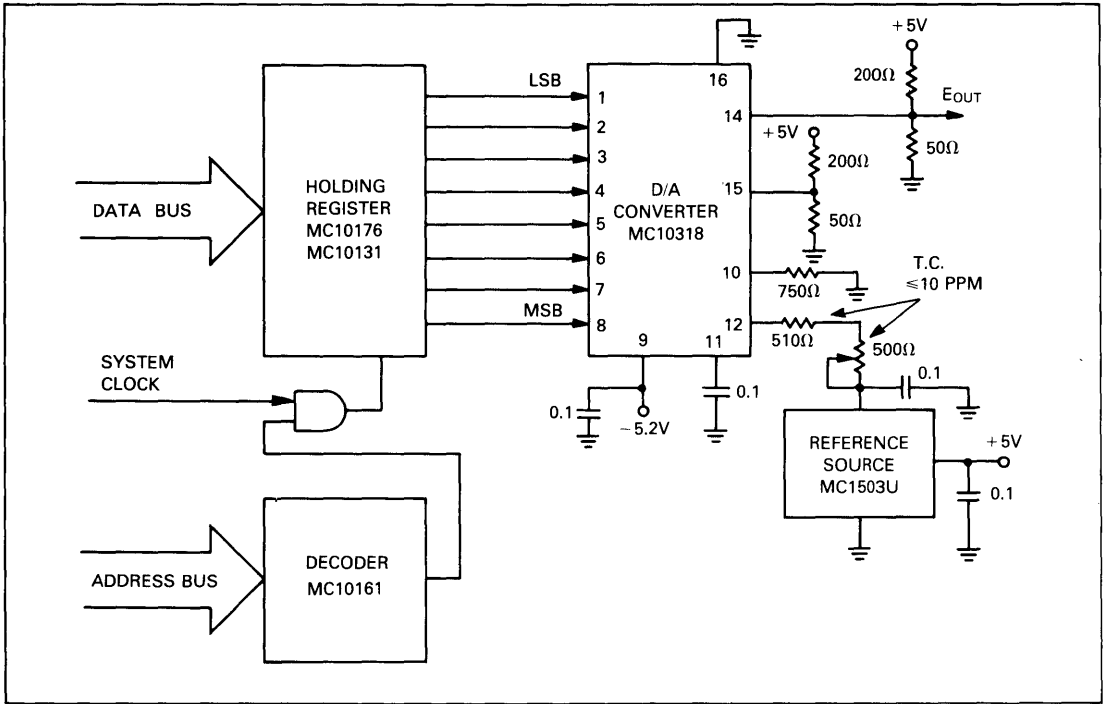 DATA BUS
HOLDING
REGISTER
MC10176
MC10131
SYSTEM
CLOCK
ADDRESS BUS
DECODER
MC10161
LSB
MSB
1
2
3
4
5
6
7
8
D/A
CONVERTER
MC10318
16
14
15
10
12
9
11
+5V
200Ω
EOUT
50Ω
+5V
200Ω
50Ω
750Ω
T.C.
≤10 PPM
510Ω
500Ω
0.1
0.1
−5.2V
0.1
REFERENCE
SOURCE
MC1503U
+5V
0.1